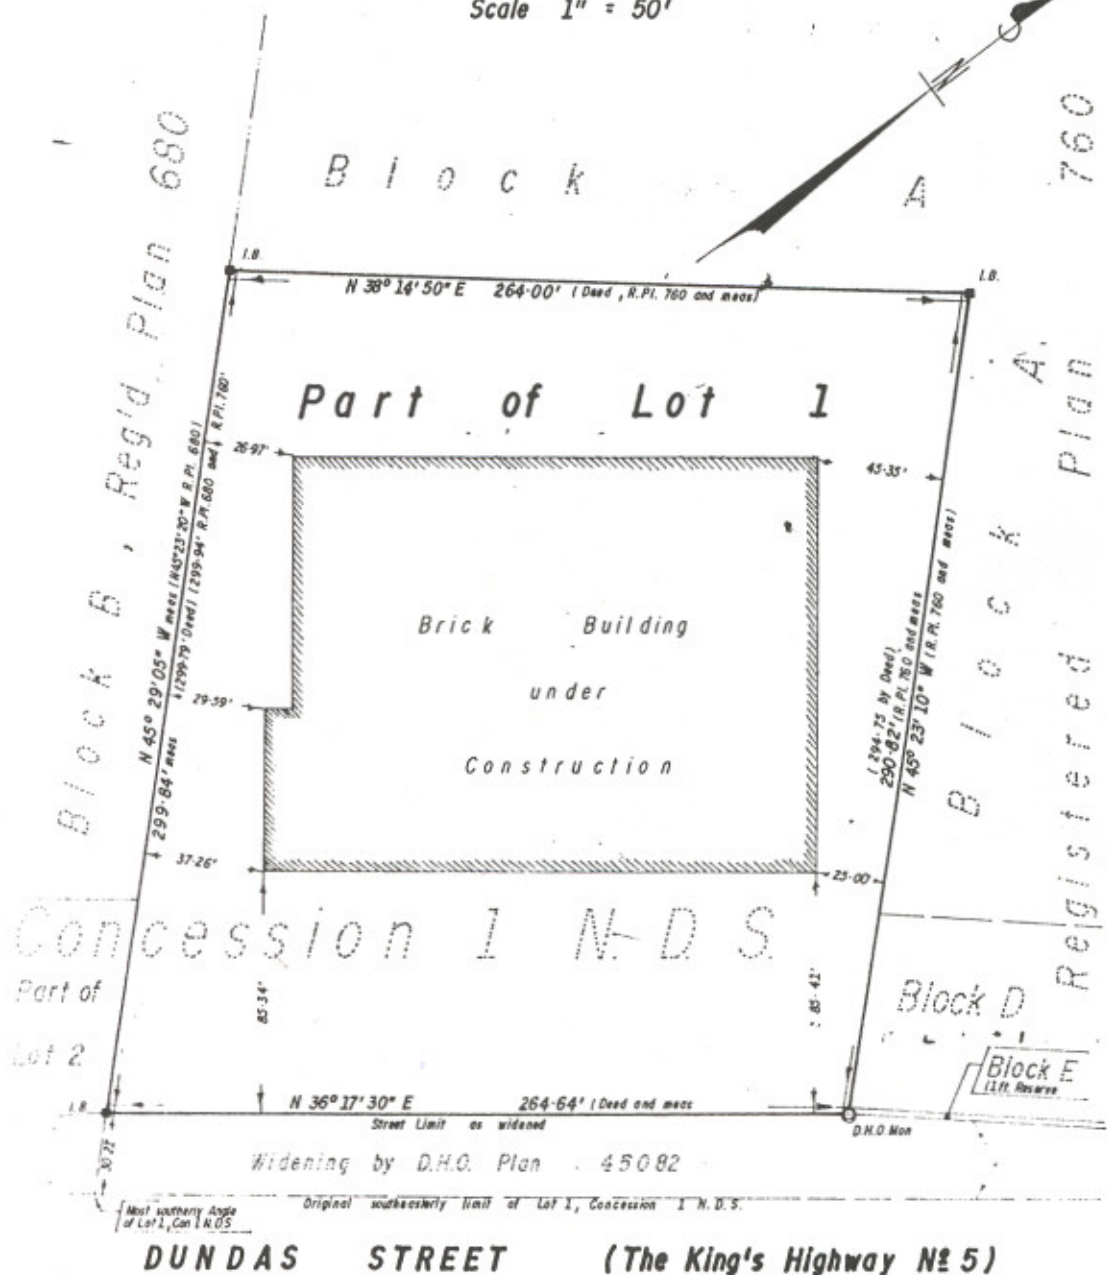 Scale 1" = 50'
N
Block A
Block B, Reg'd Plan 680
Block A
Registered Plan 760
I.B.
I.B.
N 38° 14' 50" E 264·00' (Deed, R.Pl. 760 and meas)
Part of Lot 1
26·97'
45·35'
N 45° 29' 05" W meas (N45°23'20" W R.Pl. 680)
299·84' meas (299·79' Deed) (299·94' R.Pl. 680 and R.Pl. 760)
Brick Building
under
Construction
29·59'
(294·75 by Deed)
290·82' (R.Pl. 760 and meas
N 45° 23' 10" W (R.Pl. 760 and meas)
37·26'
25·00'
Concession 1 N. D. S.
Part of
Lot 2
85·34'
85·41'
Block D
Block E
(1 ft. Reserve
I.B.
N 36° 17' 30" E 264·64' (Deed and meas
Street Limit as widened
D.H.O Mon
30·22'
Widening by D.H.O. Plan 45082
Original southeasterly limit of Lot 1, Concession 1 N.D.S.
Most southerly Angle
of Lot 1, Con 1 N.D.S
DUNDAS STREET (The King's Highway Nº 5)